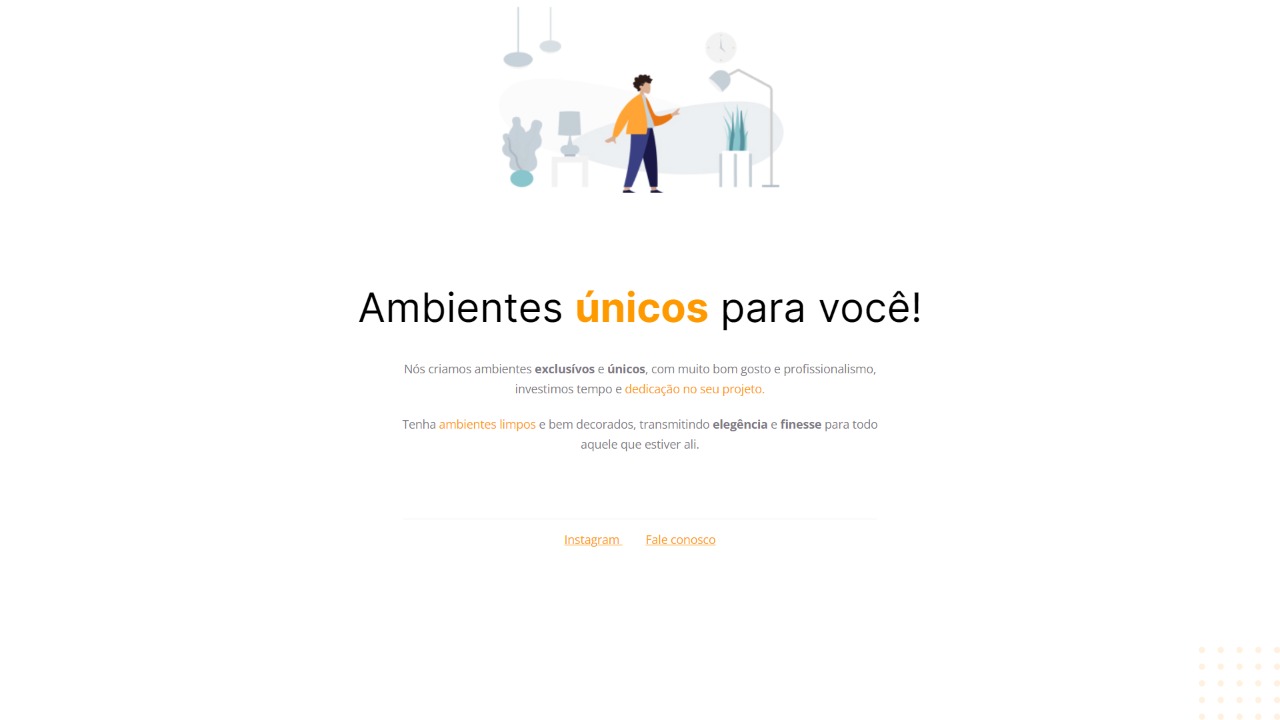 Ambientes únicos para você!
Nós criamos ambientes exclusívos e únicos, com muito bom gosto e profissionalismo,
investimos tempo e dedicação no seu projeto.
Tenha ambientes limpos e bem decorados, transmitindo elegência e finesse para todo
aquele que estiver ali.
Instagram Fale conosco